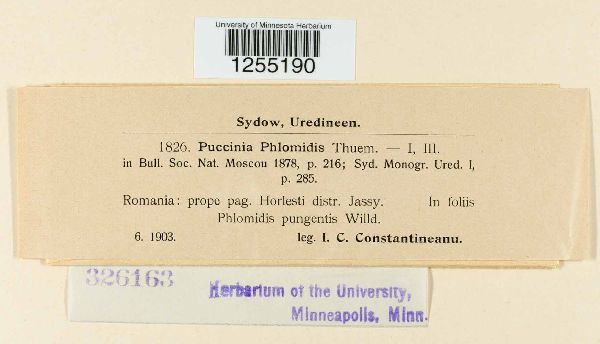 University of Minnesota Herbarium
1255190
Sydow, Uredineen.
1826. Puccinia Phlomidis Thuem. — I, III.
in Bull. Soc. Nat. Moscou 1878, p. 216; Syd. Monogr. Ured. I,
p. 285.
Romania: prope pag. Horlesti distr. Jassy. In foliis
Phlomidis pungentis Willd.
6. 1903. leg. I. C. Constantineanu.
326163
Herbarium of the University,
Minneapolis, Minn.